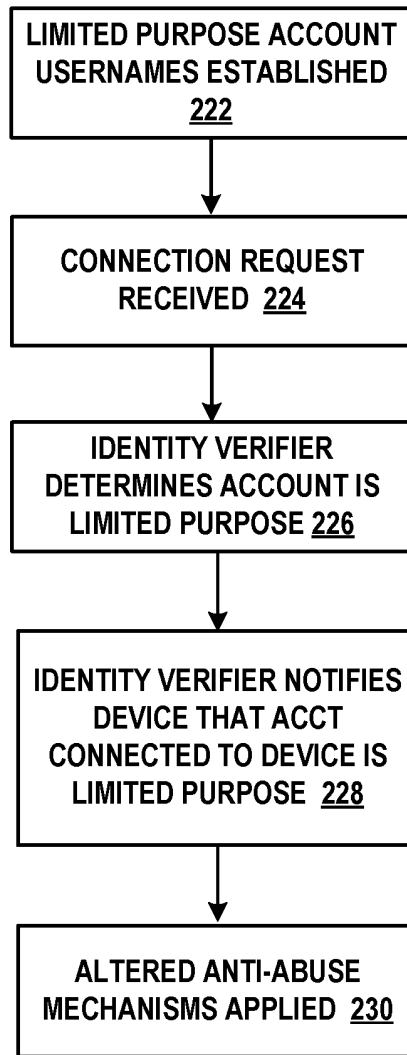 LIMITED PURPOSE ACCOUNT
USERNAMES ESTABLISHED
222
CONNECTION REQUEST
RECEIVED 224
IDENTITY VERIFIER
DETERMINES ACCOUNT IS
LIMITED PURPOSE 226
IDENTITY VERIFIER NOTIFIES
DEVICE THAT ACCT
CONNECTED TO DEVICE IS
LIMITED PURPOSE 228
ALTERED ANTI-ABUSE
MECHANISMS APPLIED 230